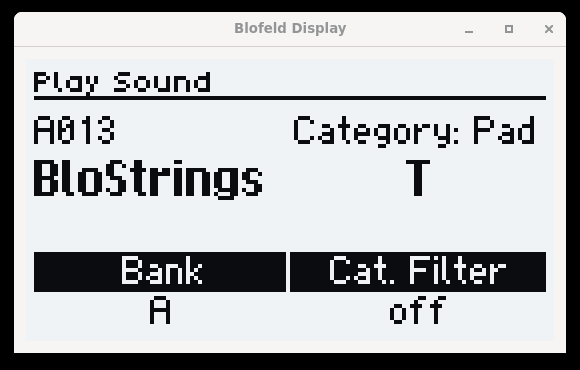 Blofeld Display
Play Sound
A013 Category: Pad
BloStrings T
Bank Cat. Filter
A off